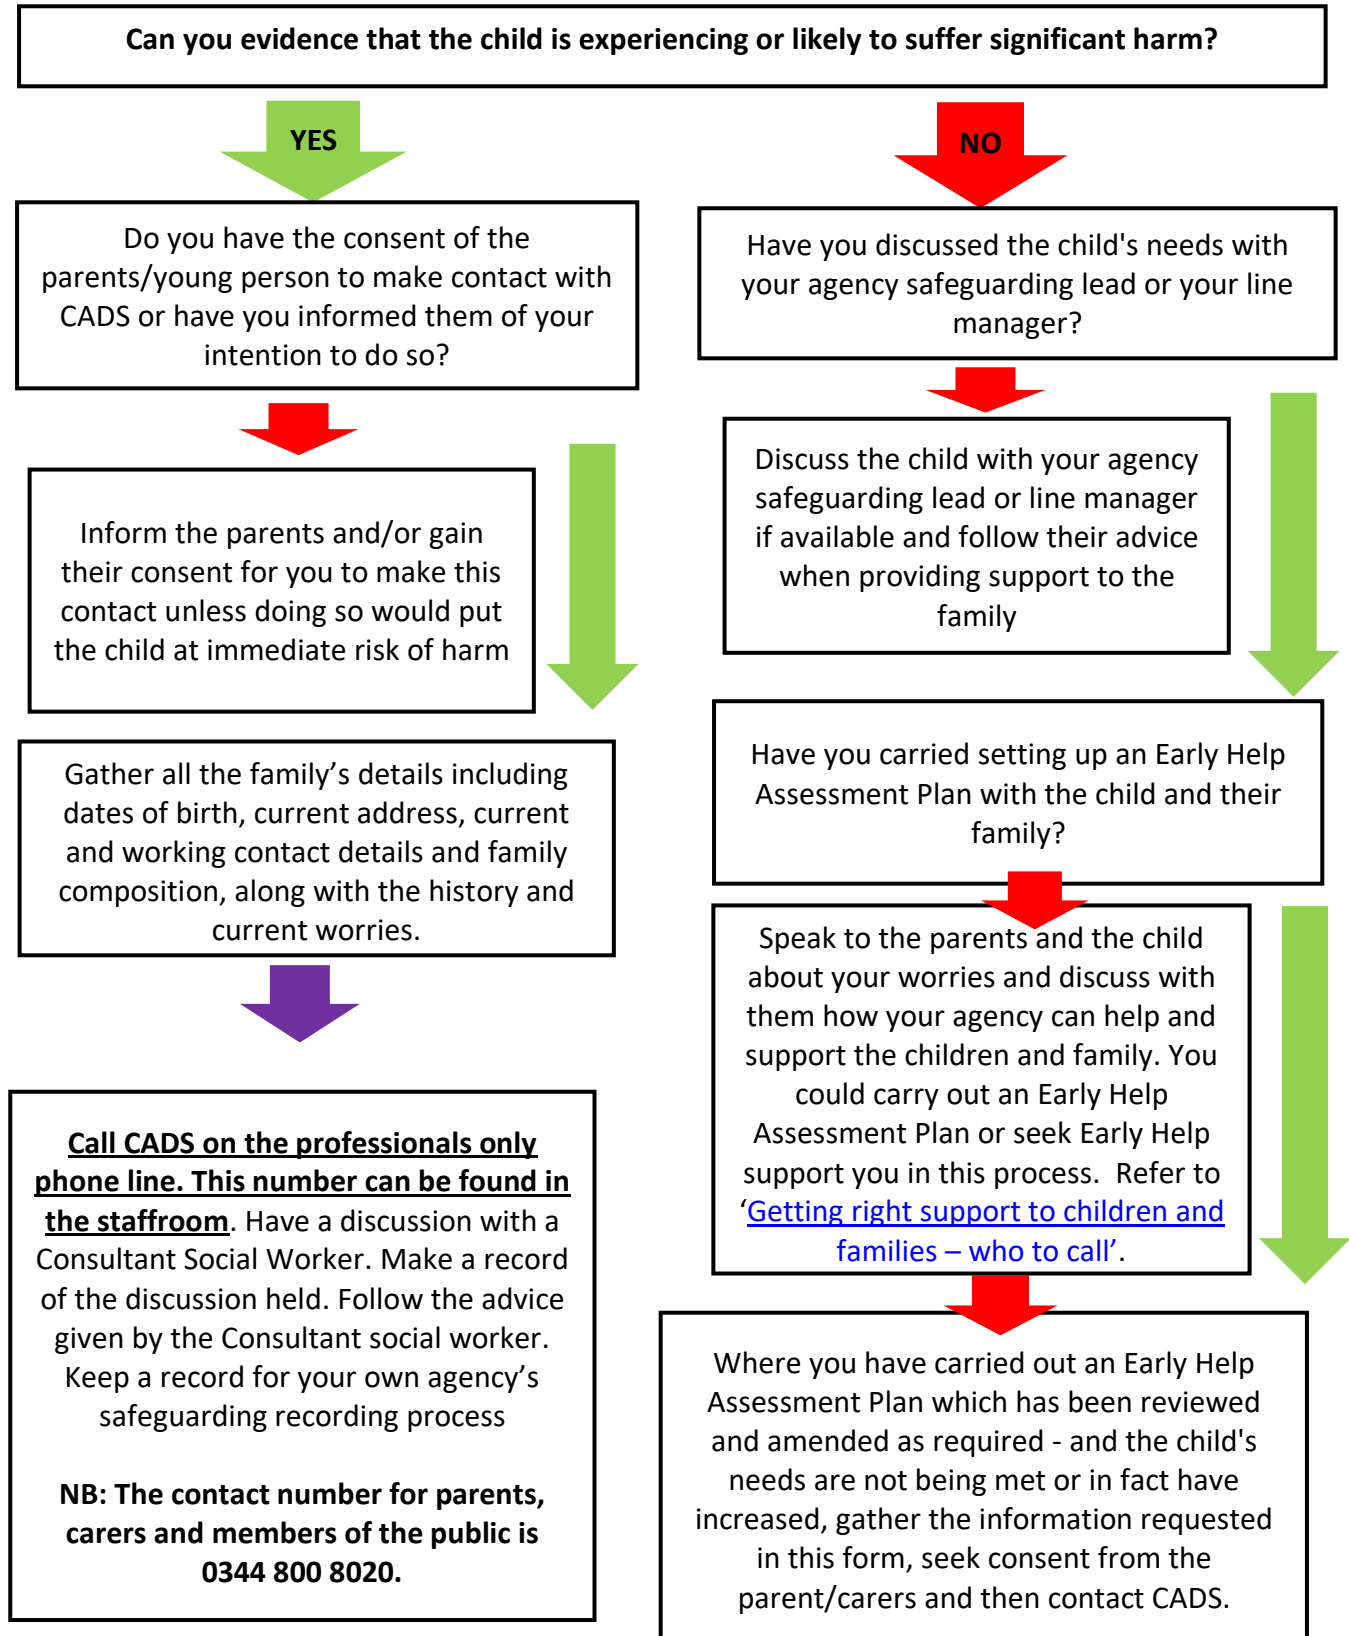 Can you evidence that the child is experiencing or likely to suffer significant harm?
YES
NO
Do you have the consent of the
parents/young person to make contact with
CADS or have you informed them of your
intention to do so?
Have you discussed the child's needs with
your agency safeguarding lead or your line
manager?
Inform the parents and/or gain
their consent for you to make this
contact unless doing so would put
the child at immediate risk of harm
Discuss the child with your agency
safeguarding lead or line manager
if available and follow their advice
when providing support to the
family
Gather all the family’s details including
dates of birth, current address, current
and working contact details and family
composition, along with the history and
current worries.
Have you carried setting up an Early Help
Assessment Plan with the child and their
family?
Speak to the parents and the child
about your worries and discuss with
them how your agency can help and
support the children and family. You
could carry out an Early Help
Assessment Plan or seek Early Help
support you in this process. Refer to
‘Getting right support to children and
families – who to call’.
Call CADS on the professionals only
phone line. This number can be found in
the staffroom. Have a discussion with a
Consultant Social Worker. Make a record
of the discussion held. Follow the advice
given by the Consultant social worker.
Keep a record for your own agency’s
safeguarding recording process
NB: The contact number for parents,
carers and members of the public is
0344 800 8020.
Where you have carried out an Early Help
Assessment Plan which has been reviewed
and amended as required - and the child's
needs are not being met or in fact have
increased, gather the information requested
in this form, seek consent from the
parent/carers and then contact CADS.